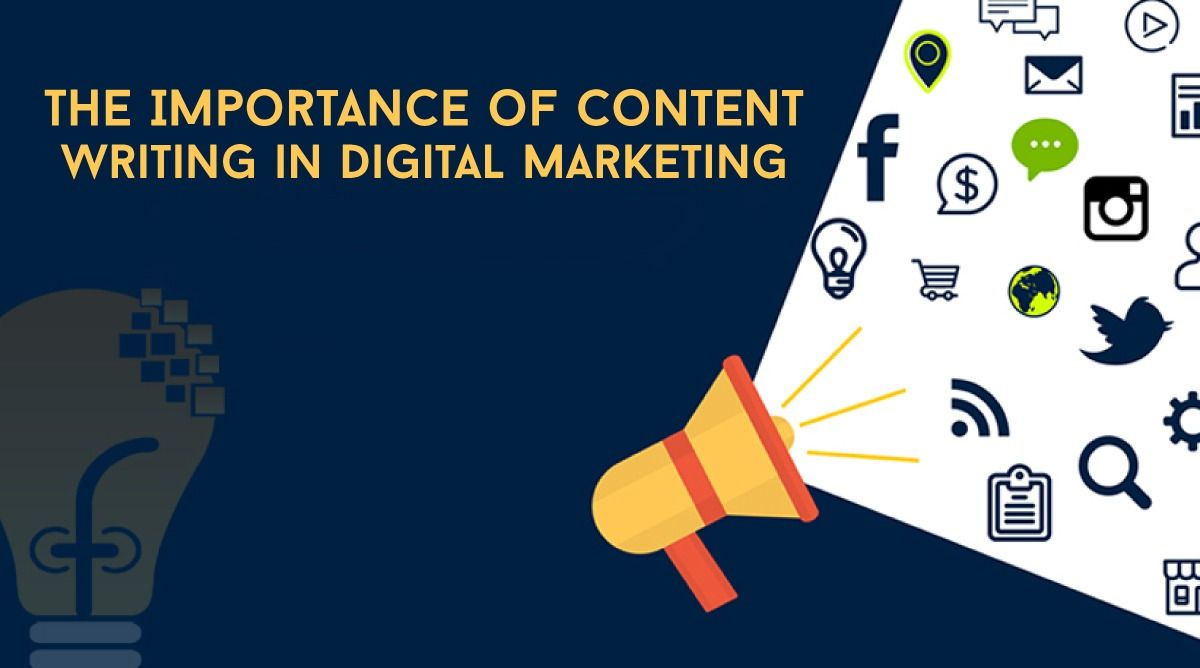 THE IMPORTANCE OF CONTENT
WRITING IN DIGITAL MARKETING